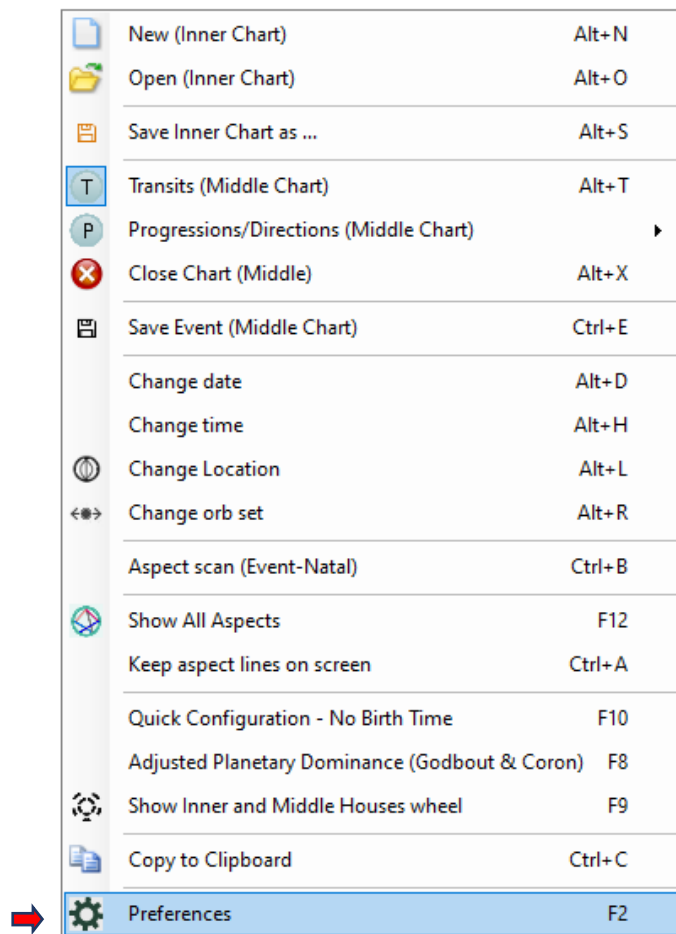 New (Inner Chart) Alt+N
Open (Inner Chart) Alt+O
Save Inner Chart as ... Alt+S
T Transits (Middle Chart) Alt+T
P Progressions/Directions (Middle Chart)
Close Chart (Middle) Alt+X
Save Event (Middle Chart) Ctrl+E
Change date Alt+D
Change time Alt+H
Change Location Alt+L
Change orb set Alt+R
Aspect scan (Event-Natal) Ctrl+B
Show All Aspects F12
Keep aspect lines on screen Ctrl+A
Quick Configuration - No Birth Time F10
Adjusted Planetary Dominance (Godbout & Coron) F8
Show Inner and Middle Houses wheel F9
Copy to Clipboard Ctrl+C
Preferences F2